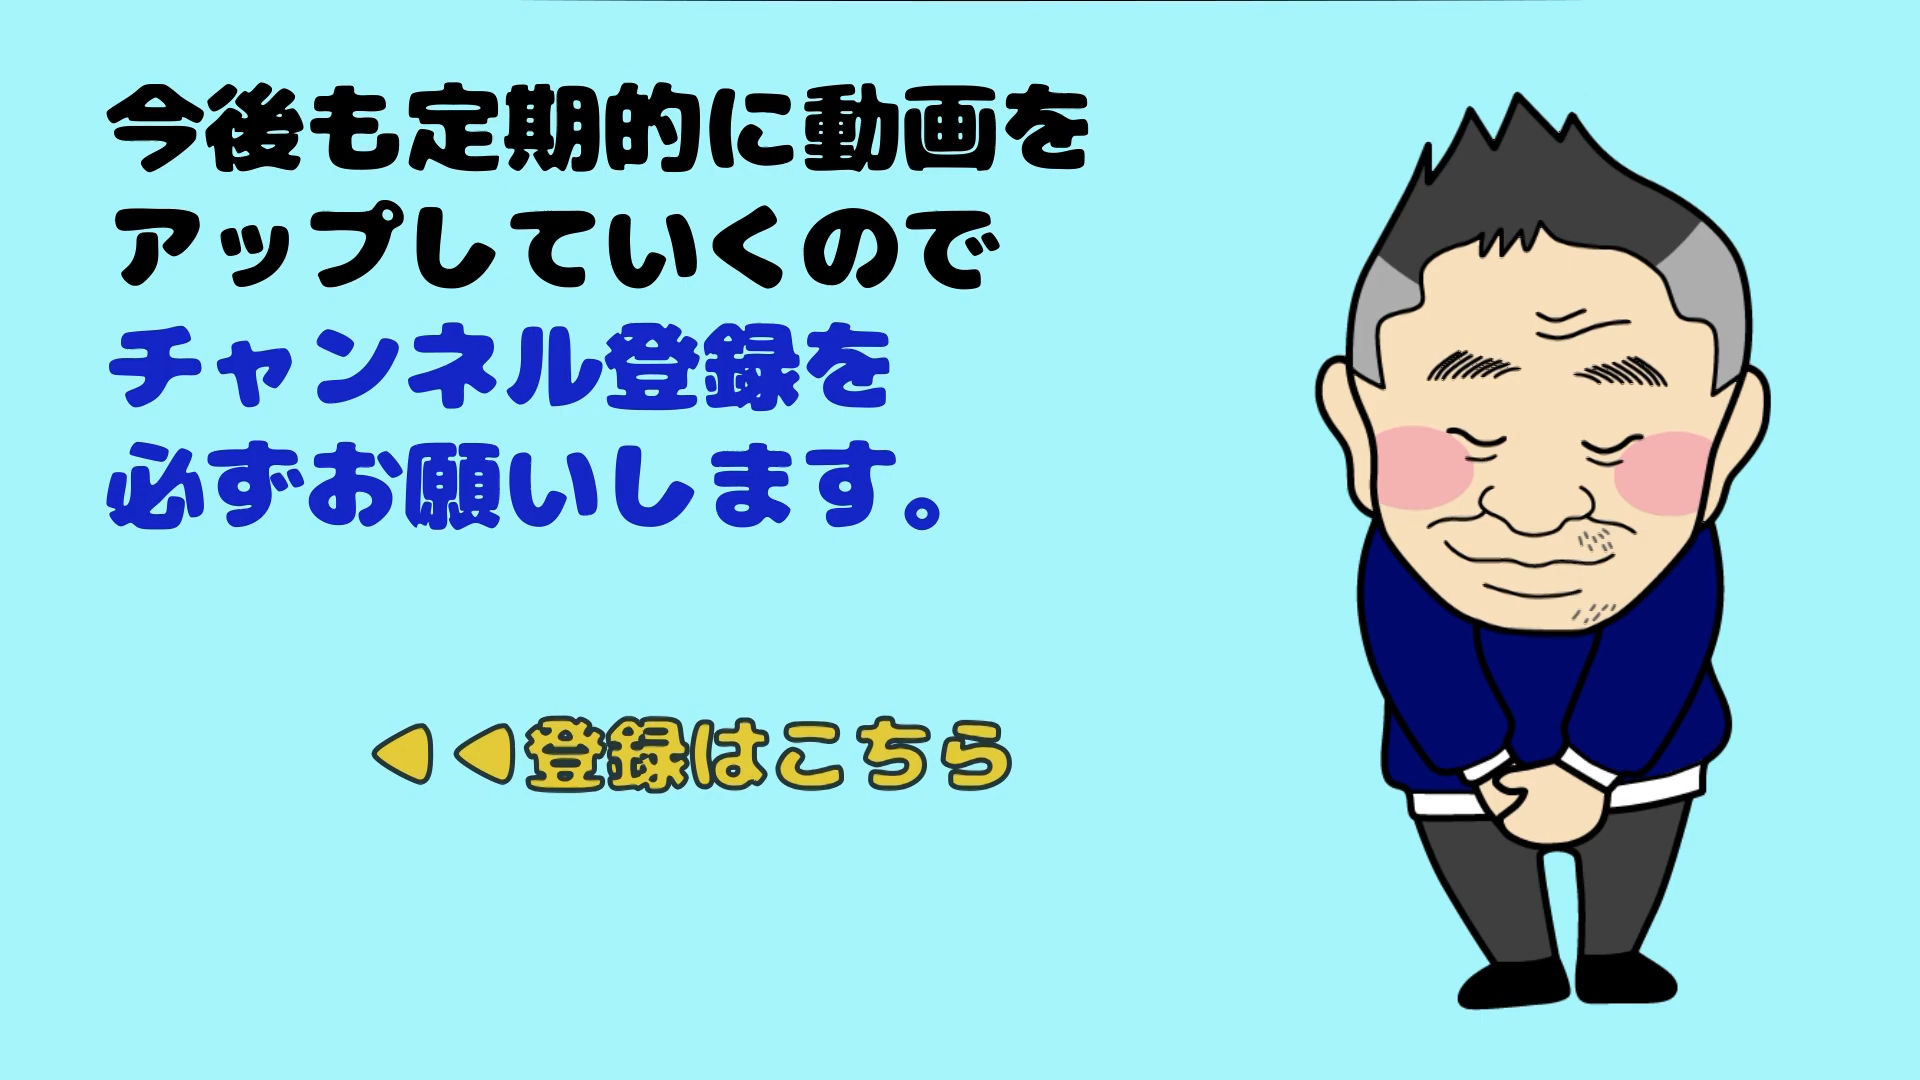 今後も定期的に動画を
アップしていくので
チャンネル登録を
必ずお願いします。
◀◀登録はこちら